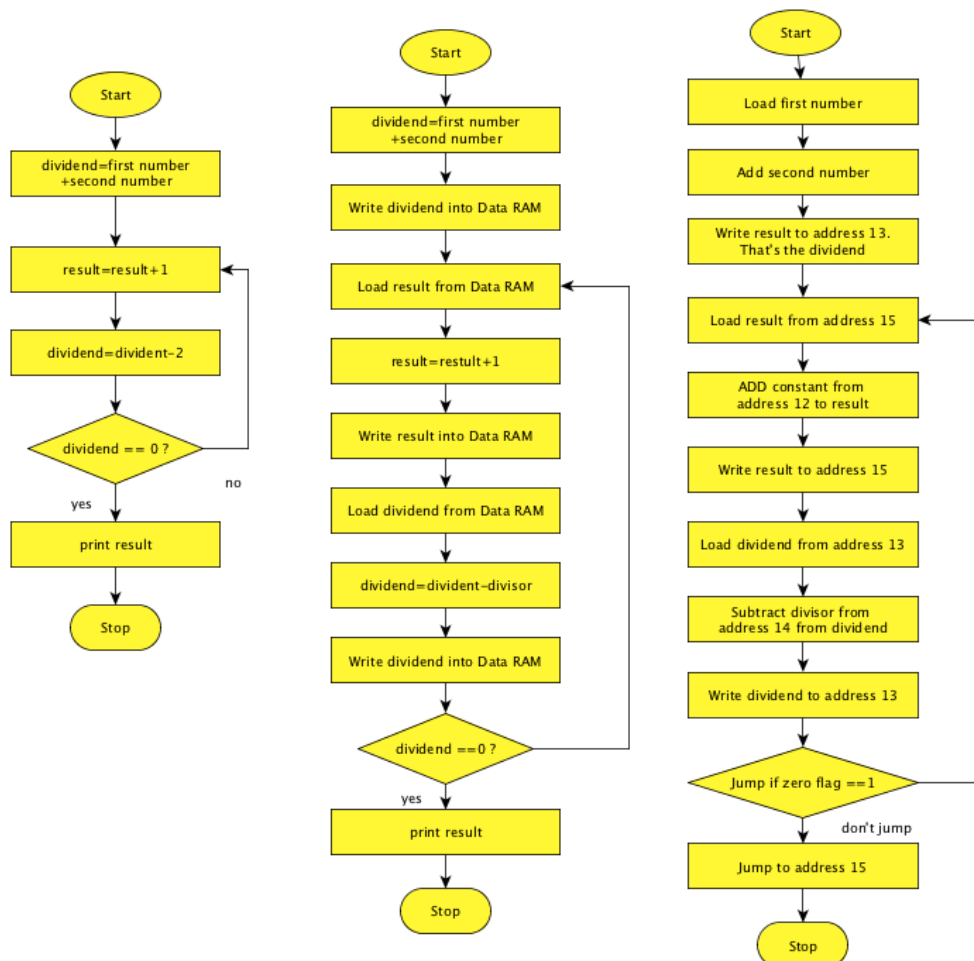 Start
dividend=first number
+second number
result=result+1
dividend=divident-2
dividend == 0 ?
no
yes
print result
Stop
Start
dividend=first number
+second number
Write dividend into Data RAM
Load result from Data RAM
result=restult+1
Write result into Data RAM
Load dividend from Data RAM
dividend=divident-divisor
Write dividend into Data RAM
dividend ==0 ?
yes
print result
Stop
Start
Load first number
Add second number
Write result to address 13.
That's the dividend
Load result from address 15
ADD constant from
address 12 to result
Write result to address 15
Load dividend from address 13
Subtract divisor from
address 14 from dividend
Write dividend to address 13
Jump if zero flag ==1
don't jump
Jump to address 15
Stop